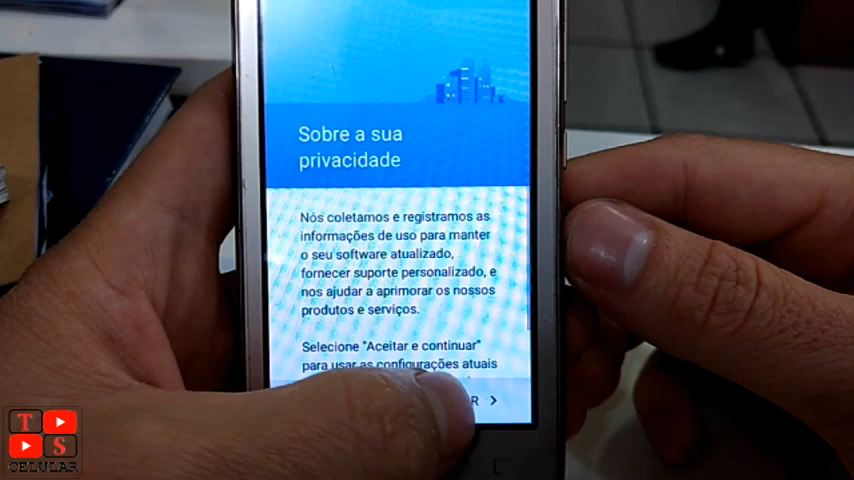 Sobre a sua
privacidade
Nós coletamos e registramos as
informações de uso para manter
o seu software atualizado,
fornecer suporte personalizado, e
nos ajudar a aprimorar os nossos
produtos e serviços.
Selecione "Aceitar e continuar"
para usar as configurações atuais
R >
T
S
CELULAR